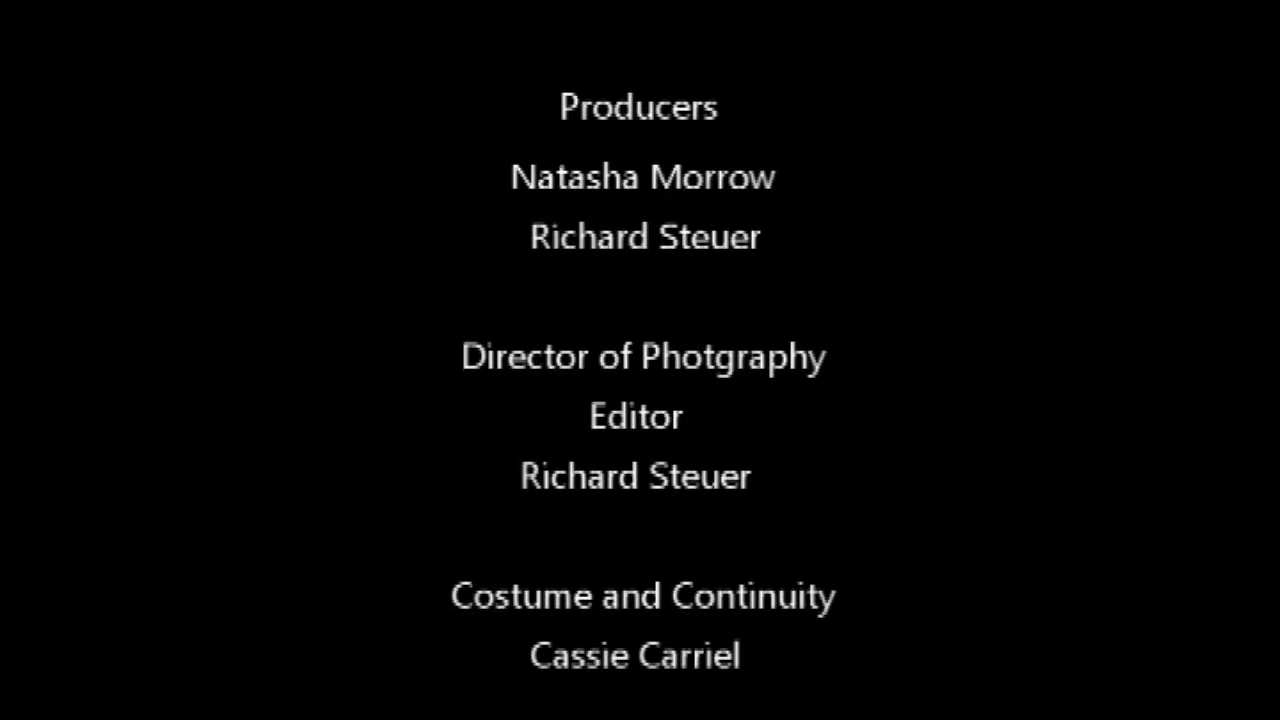 Producers
Natasha Morrow
Richard Steuer
Director of Photgraphy
Editor
Richard Steuer
Costume and Continuity
Cassie Carriel